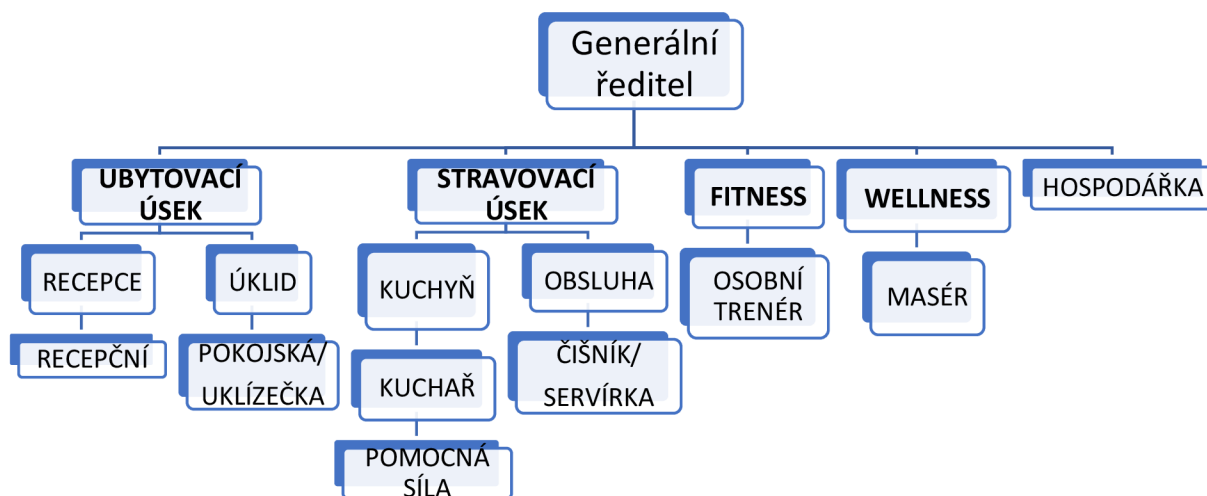 Generální
ředitel
UBYTOVACÍ
ÚSEK
STRAVOVACÍ
ÚSEK
FITNESS
WELLNESS
HOSPODÁŘKA
RECEPCE
ÚKLID
KUCHYŇ
OBSLUHA
OSOBNÍ
TRENÉR
MASÉR
RECEPČNÍ
POKOJSKÁ/
UKLÍZEČKA
KUCHAŘ
ČIŠNÍK/
SERVÍRKA
POMOCNÁ
SÍLA